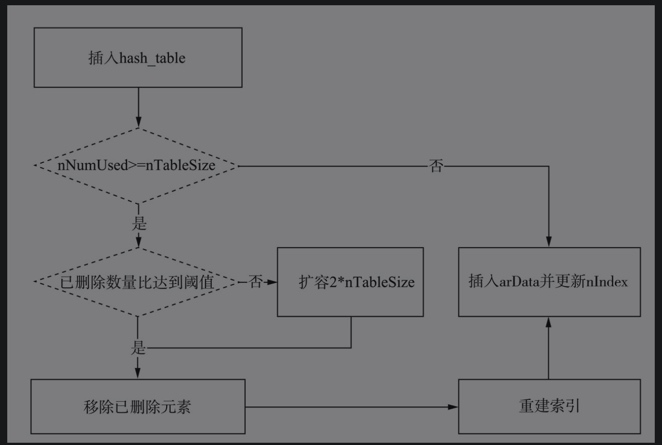 插入hash_table
nNumUsed>=nTableSize
否
是
已删除数量比达到阈值
否
扩容2*nTableSize
插入arData并更新nIndex
是
移除已删除元素
重建索引